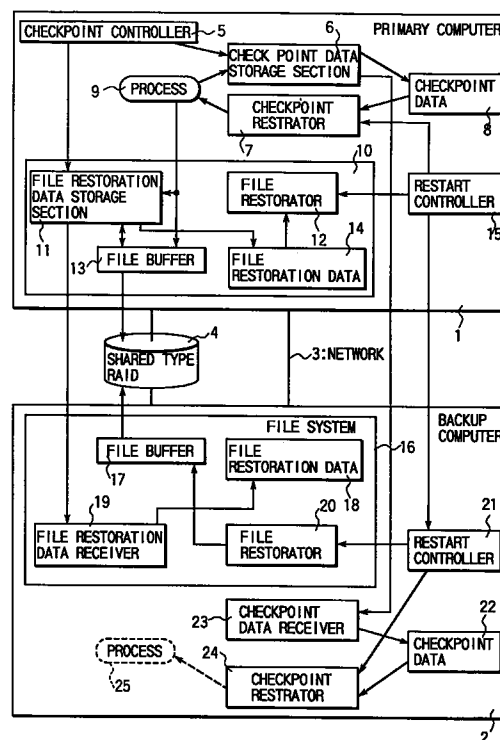 CHECKPOINT CONTROLLER
5
6
PRIMARY COMPUTER
CHECK POINT DATA
STORAGE SECTION
9
PROCESS
CHECKPOINT
DATA
8
CHECKPOINT
RESTRATOR
7
10
FILE RESTORATION
DATA STORAGE
SECTION
11
FILE
RESTORATOR
12
RESTART
CONTROLLER
15
14
13
FILE BUFFER
FILE
RESTORATION DATA
1
4
SHARED TYPE
RAID
3:NETWORK
BACKUP
COMPUTER
FILE SYSTEM
16
FILE BUFFER
17
FILE
RESTORATION DATA
18
19
20
21
FILE RESTORATION
DATA RECEIVER
FILE
RESTORATOR
RESTART
CONTROLLER
22
23
CHECKPOINT
DATA RECEIVER
CHECKPOINT
DATA
PROCESS
25
24
CHECKPOINT
RESTRATOR
2